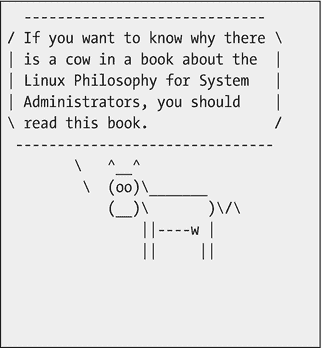 If you want to know why there
is a cow in a book about the
Linux Philosophy for System
Administrators, you should
read this book.